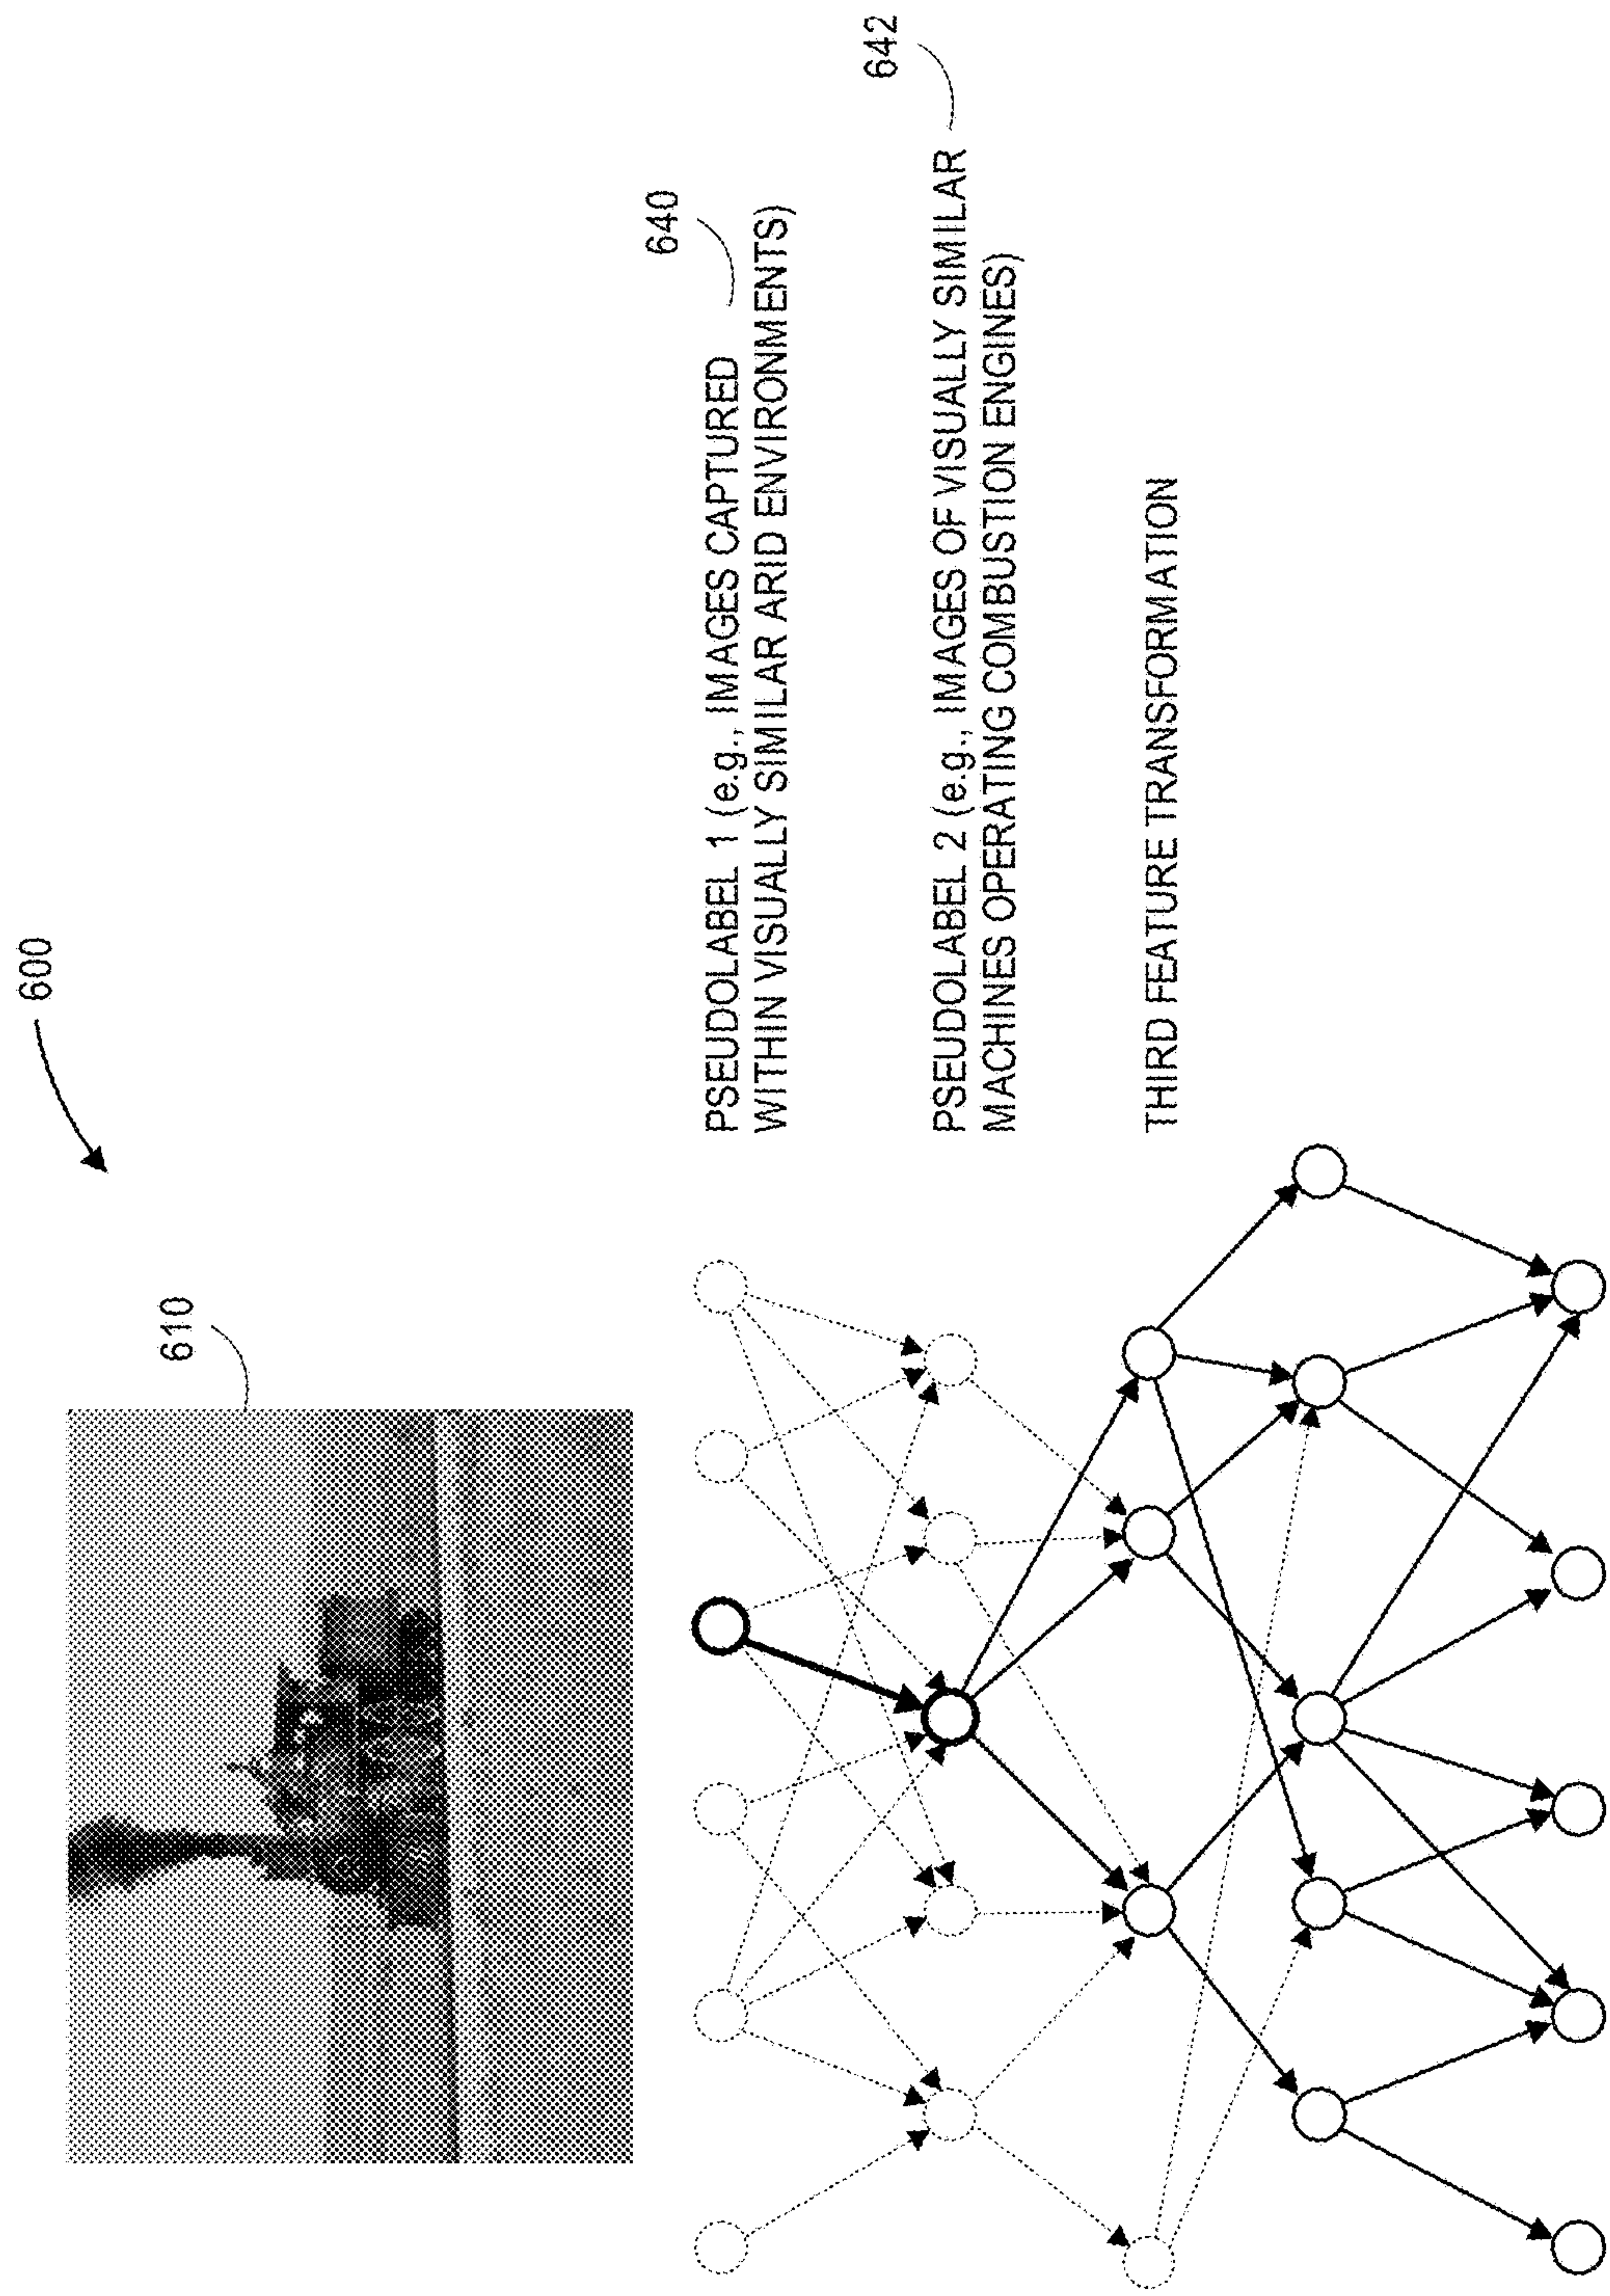 600
610
PSEUDOLABEL 1 (e.g., IMAGES CAPTURED
WITHIN VISUALLY SIMILAR ARID ENVIRONMENTS)
640
PSEUDOLABEL 2 (e.g., IMAGES OF VISUALLY SIMILAR
MACHINES OPERATING COMBUSTION ENGINES)
642
THIRD FEATURE TRANSFORMATION